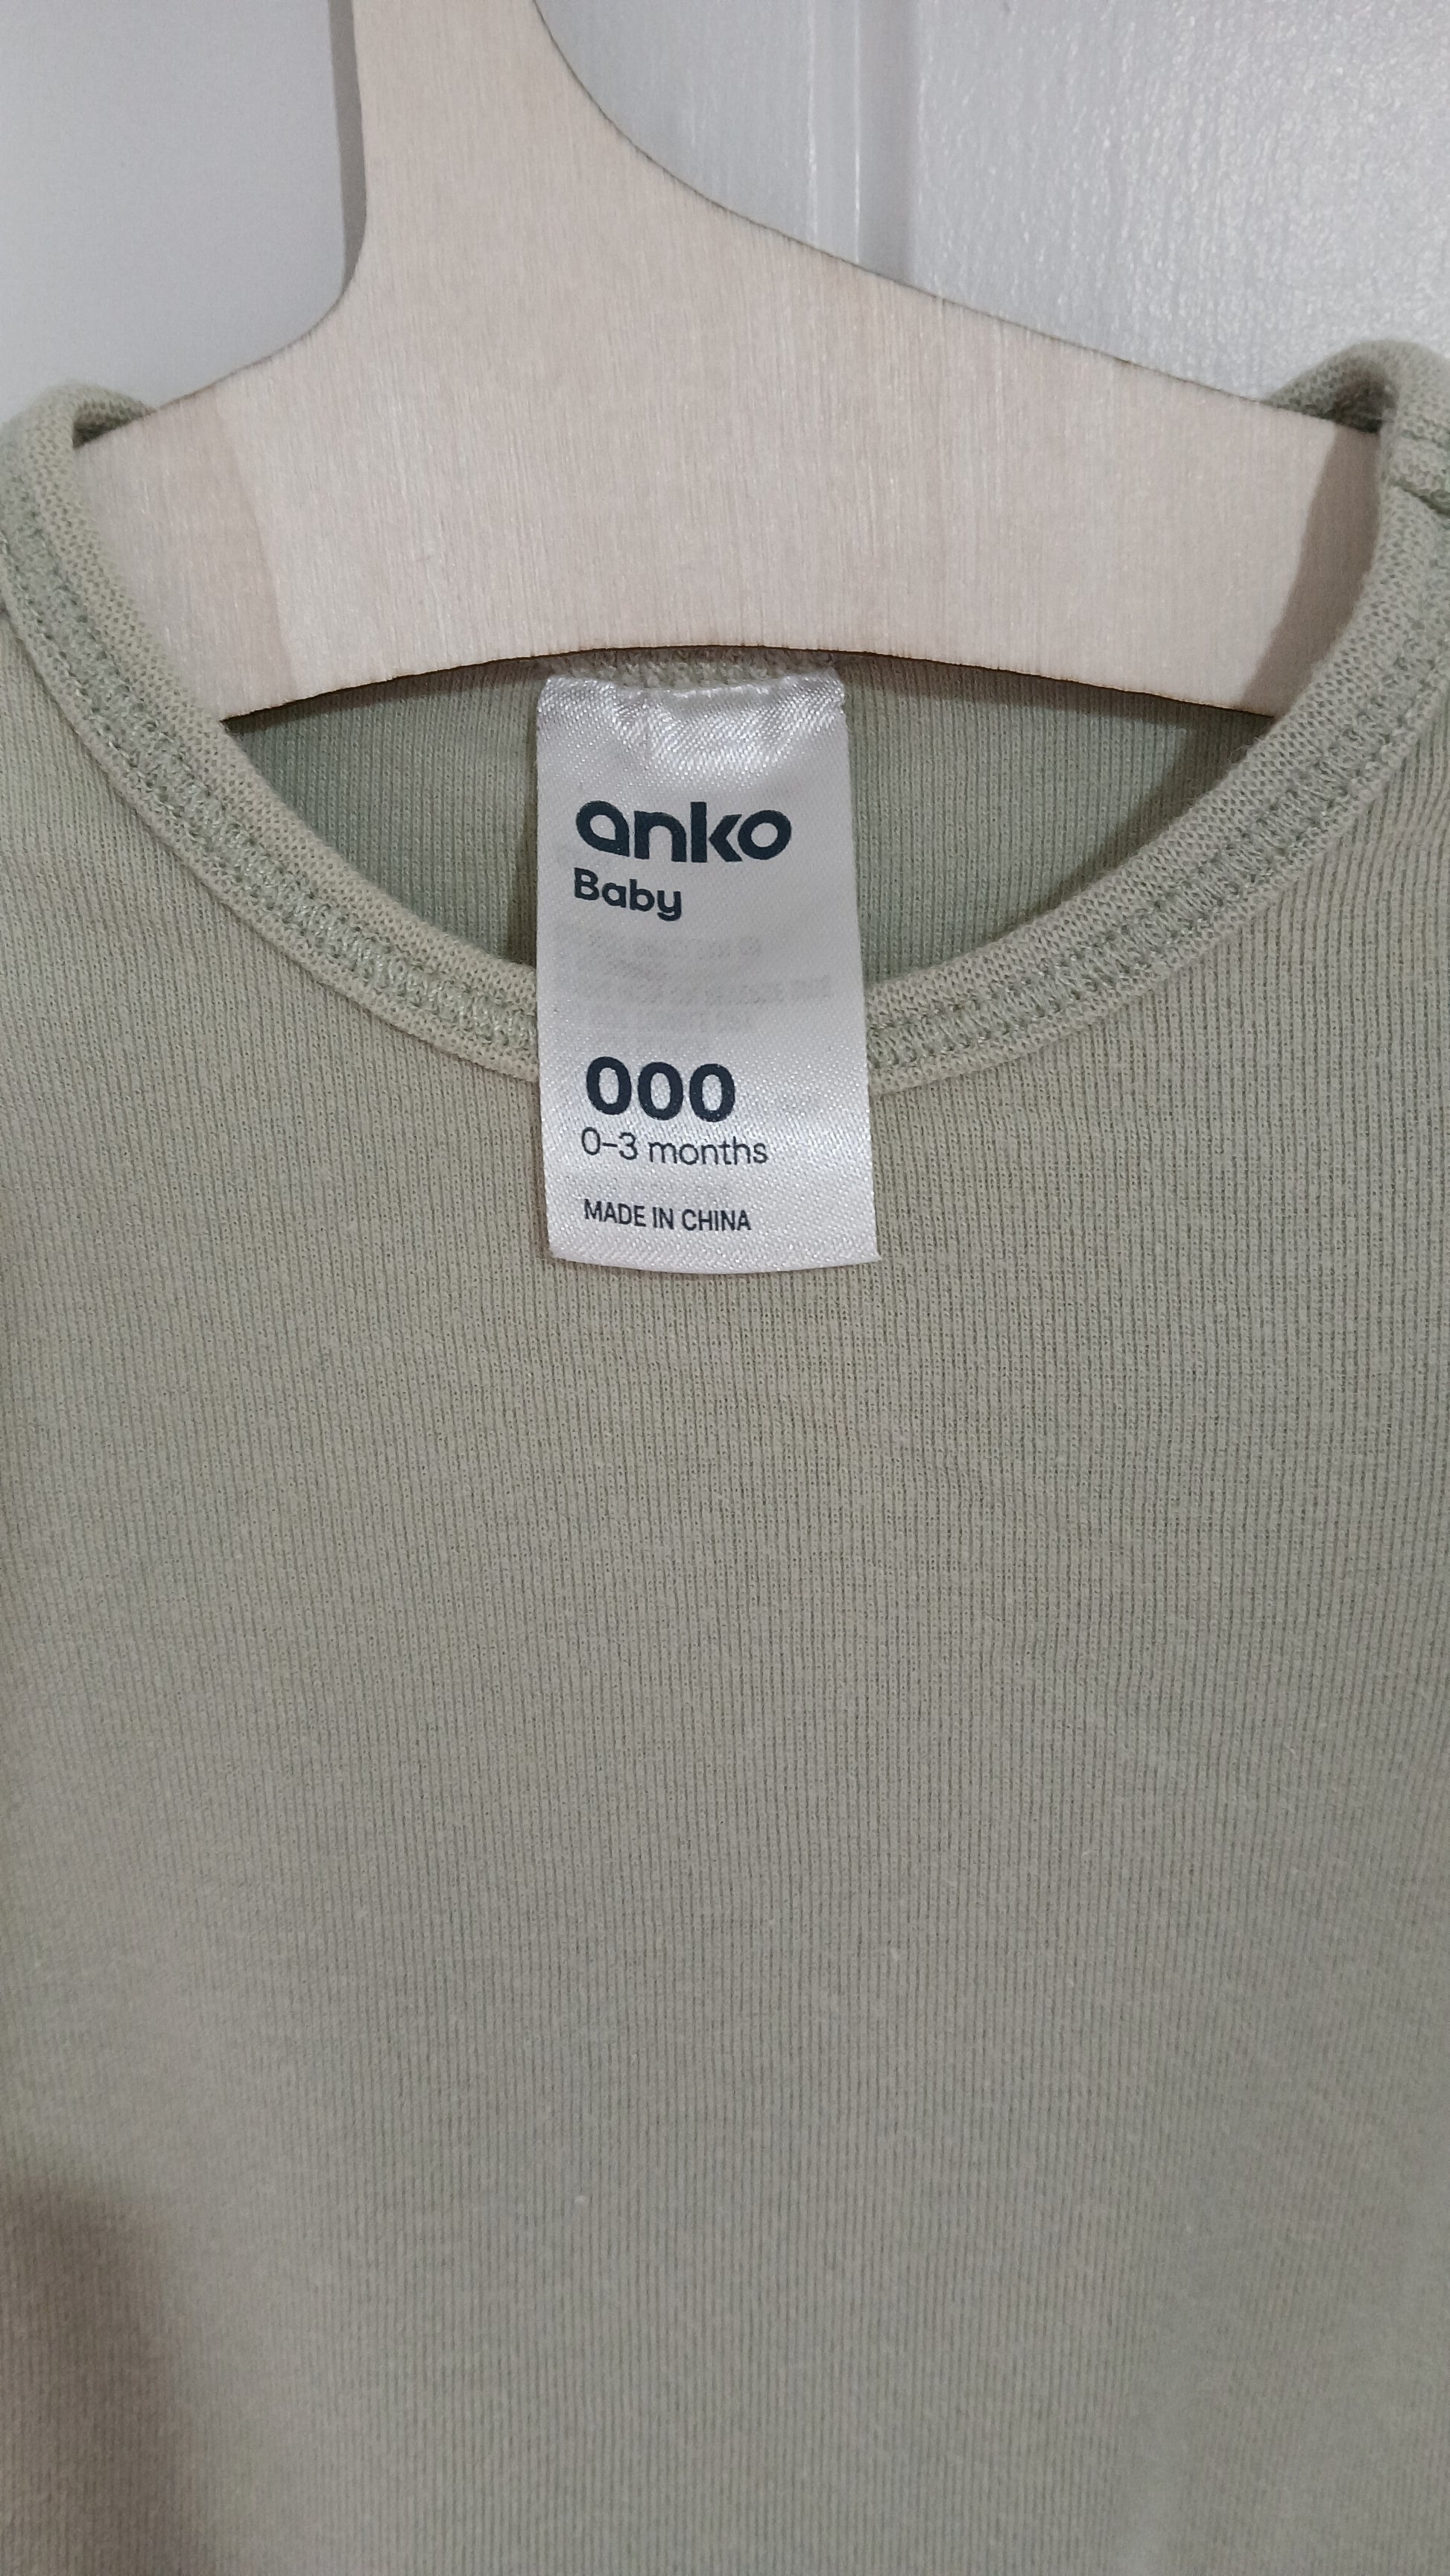 anko
Baby
000
0-3 months
MADE IN CHINA